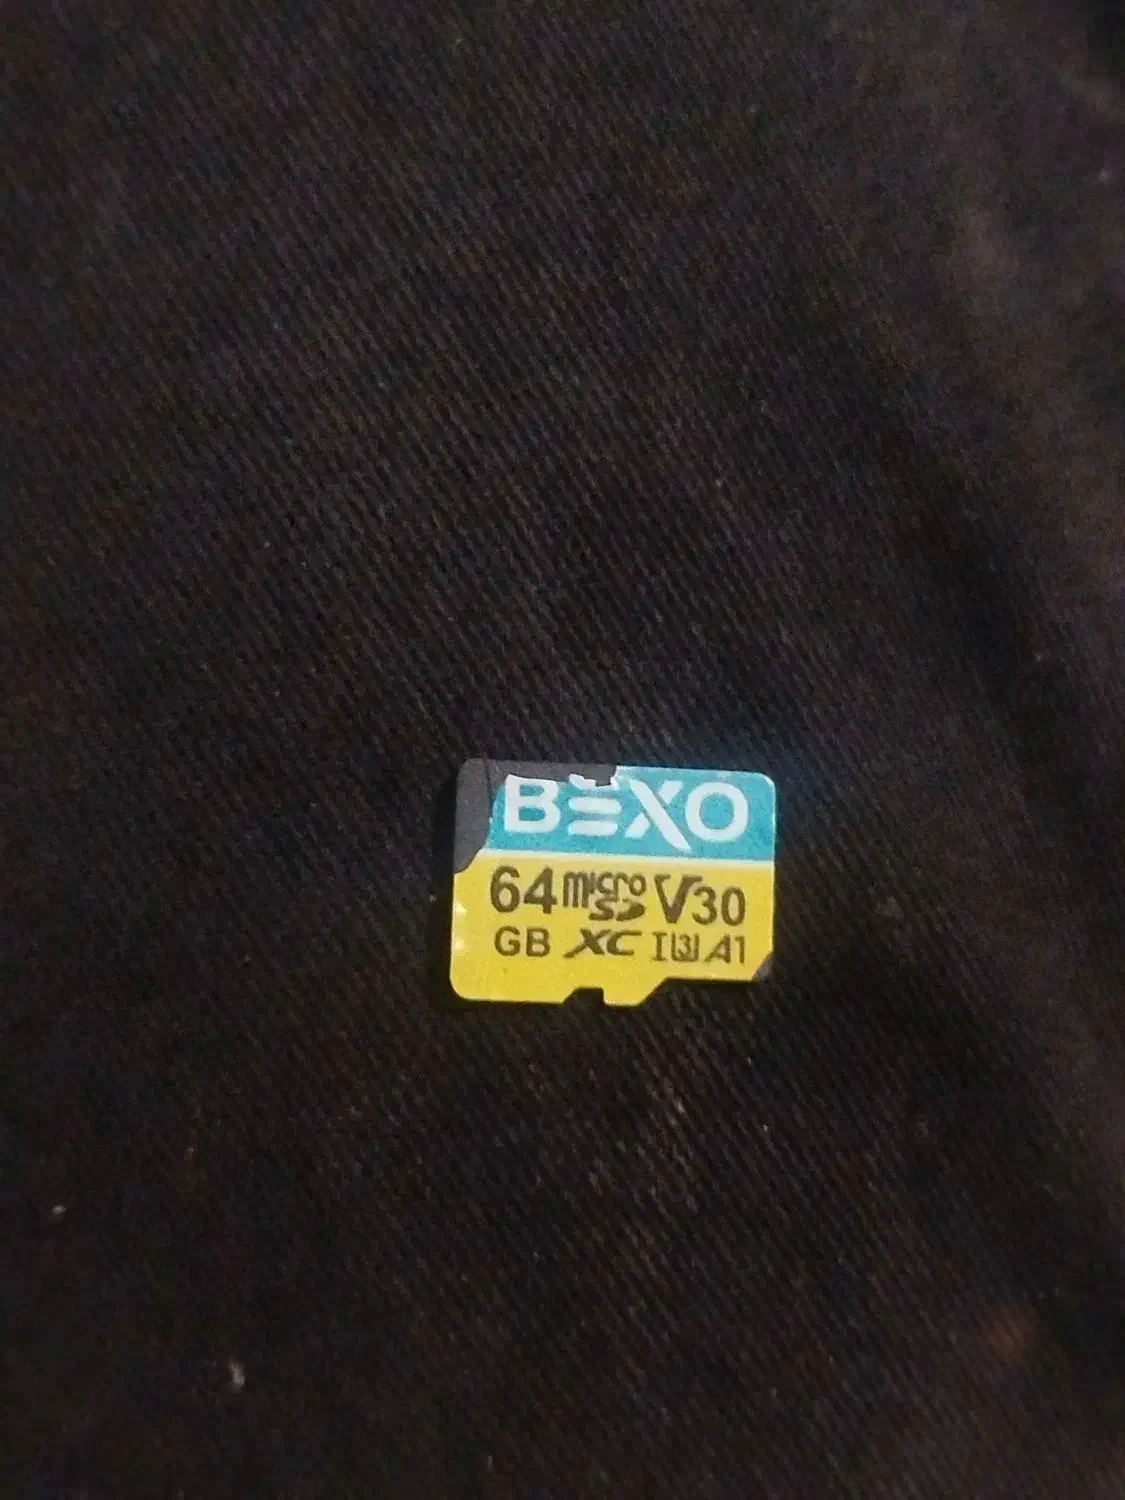 BEXO
64 micro SD V30
GB XC I U3 A1